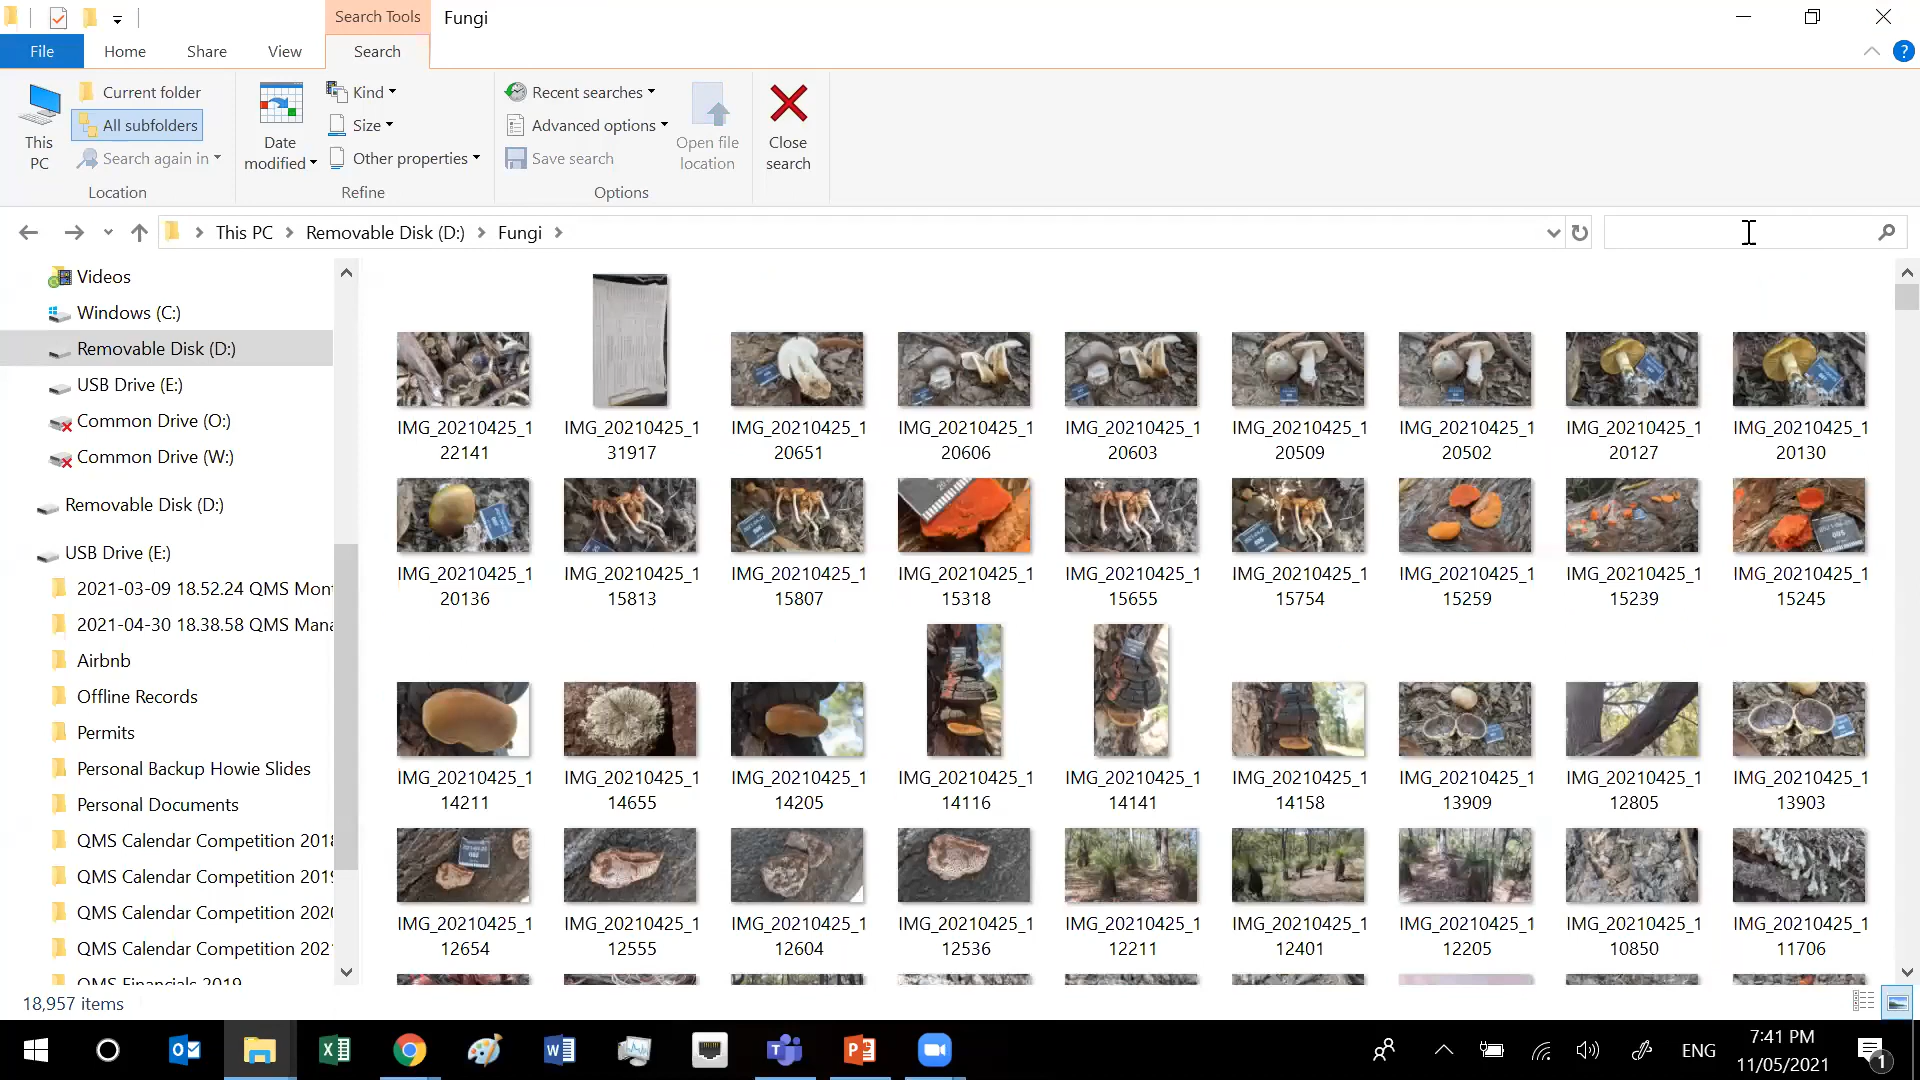 Search Tools
Fungi
File
Home
Share
View
Search
This PC
Current folder
All subfolders
Search again in
Location
Date modified
Kind
Size
Other properties
Refine
Recent searches
Advanced options
Save search
Open file location
Options
Close search
This PC
Removable Disk (D:)
Fungi
Videos
Windows (C:)
Removable Disk (D:)
USB Drive (E:)
Common Drive (O:)
Common Drive (W:)
Removable Disk (D:)
USB Drive (E:)
2021-03-09 18.52.24 QMS Mon
2021-04-30 18.38.58 QMS Mana
Airbnb
Offline Records
Permits
Personal Backup Howie Slides
Personal Documents
QMS Calendar Competition 2018
QMS Calendar Competition 2019
QMS Calendar Competition 2020
QMS Calendar Competition 2021
QMS Financials 2019
IMG_20210425_1 IMG_20210425_1 IMG_20210425_1 IMG_20210425_1 IMG_20210425_1 IMG_20210425_1 IMG_20210425_1 IMG_20210425_1 IMG_20210425_1
22141 31917 20651 20606 20603 20509 20502 20127 20130
IMG_20210425_1 IMG_20210425_1 IMG_20210425_1 IMG_20210425_1 IMG_20210425_1 IMG_20210425_1 IMG_20210425_1 IMG_20210425_1 IMG_20210425_1
20136 15813 15807 15318 15655 15754 15259 15239 15245
IMG_20210425_1 IMG_20210425_1 IMG_20210425_1 IMG_20210425_1 IMG_20210425_1 IMG_20210425_1 IMG_20210425_1 IMG_20210425_1 IMG_20210425_1
14211 14655 14205 14116 14141 14158 13909 12805 13903
IMG_20210425_1 IMG_20210425_1 IMG_20210425_1 IMG_20210425_1 IMG_20210425_1 IMG_20210425_1 IMG_20210425_1 IMG_20210425_1 IMG_20210425_1
12654 12555 12604 12536 12211 12401 12205 10850 11706
18,957 items
ENG
7:41 PM
11/05/2021
1